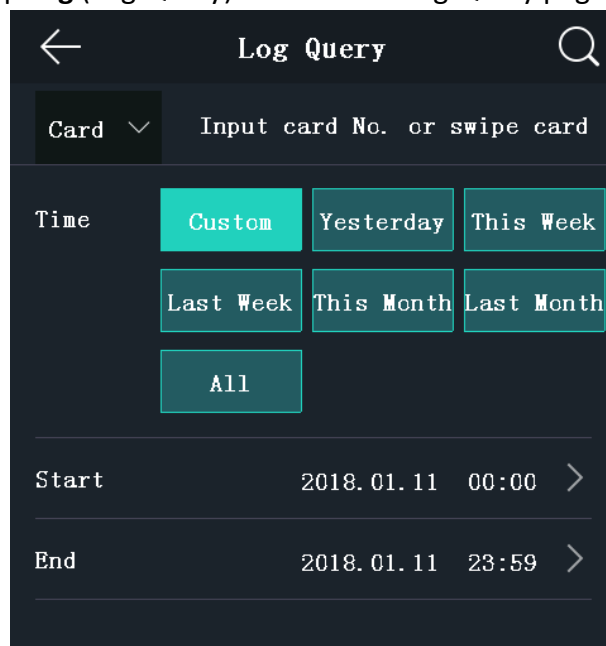 Log Query
Card Input card No. or swipe card
Time Custom Yesterday This Week
Last Week This Month Last Month
All
Start 2018.01.11 00:00
End 2018.01.11 23:59